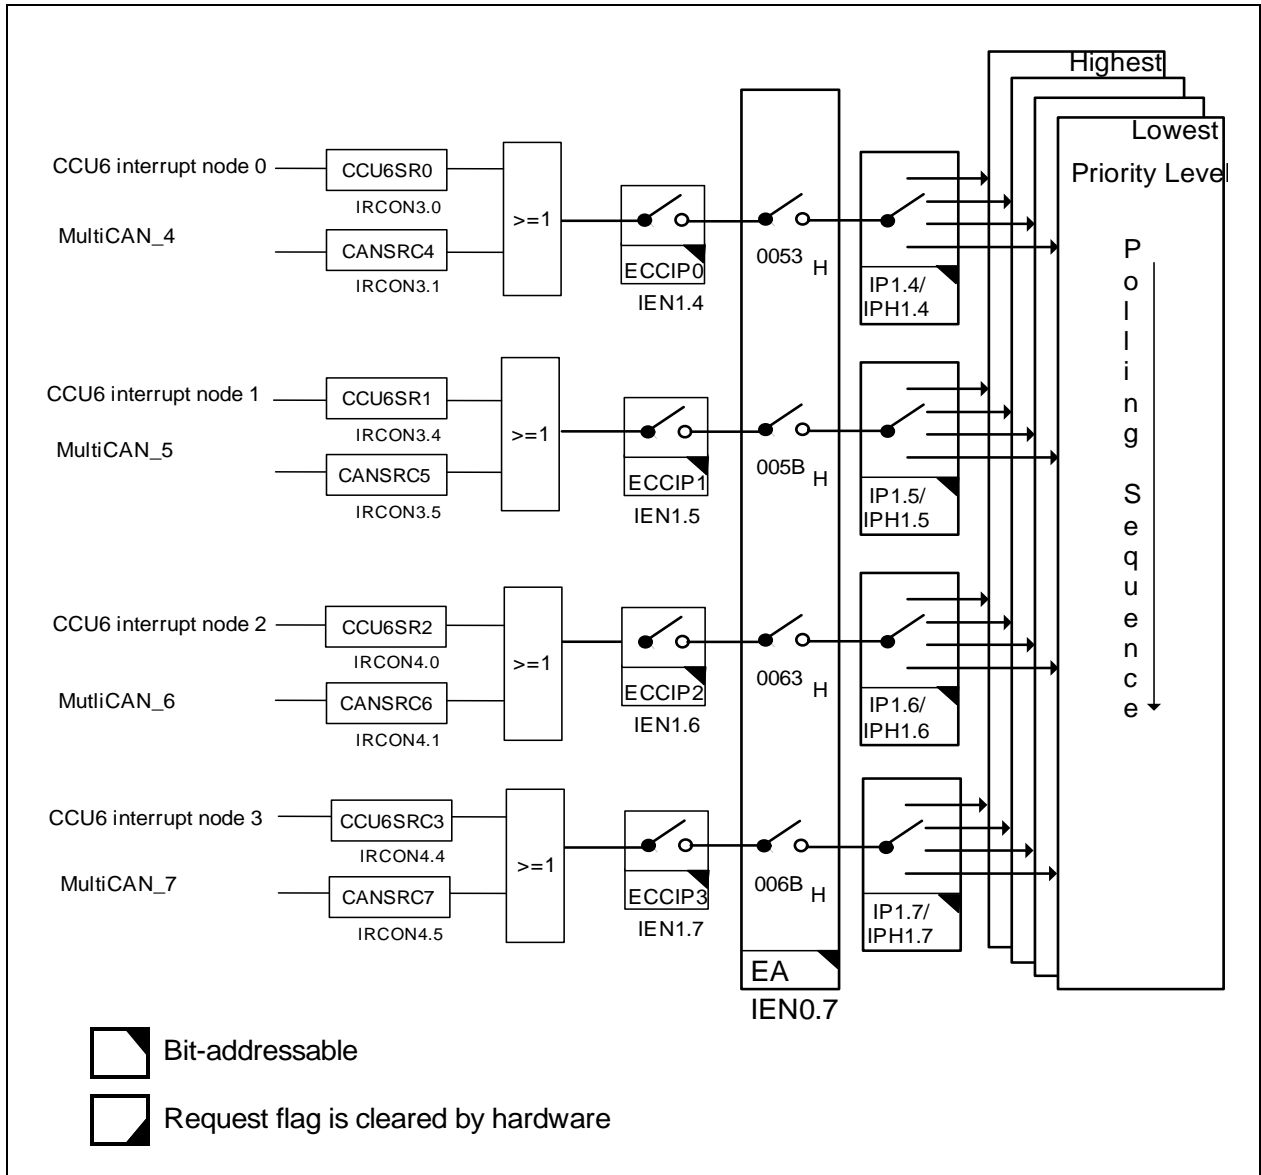 Highest
Lowest
Priority Level
Polling Sequence
CCU6 interrupt node 0
CCU6SR0
IRCON3.0
MultiCAN_4
CANSRC4
IRCON3.1
>=1
ECCIP0
IEN1.4
0053 H
IP1.4/
IPH1.4
CCU6 interrupt node 1
CCU6SR1
IRCON3.4
MultiCAN_5
CANSRC5
IRCON3.5
>=1
ECCIP1
IEN1.5
005B H
IP1.5/
IPH1.5
CCU6 interrupt node 2
CCU6SR2
IRCON4.0
MutliCAN_6
CANSRC6
IRCON4.1
>=1
ECCIP2
IEN1.6
0063 H
IP1.6/
IPH1.6
CCU6 interrupt node 3
CCU6SRC3
IRCON4.4
MultiCAN_7
CANSRC7
IRCON4.5
>=1
ECCIP3
IEN1.7
006B H
IP1.7/
IPH1.7
EA
IEN0.7
Bit-addressable
Request flag is cleared by hardware